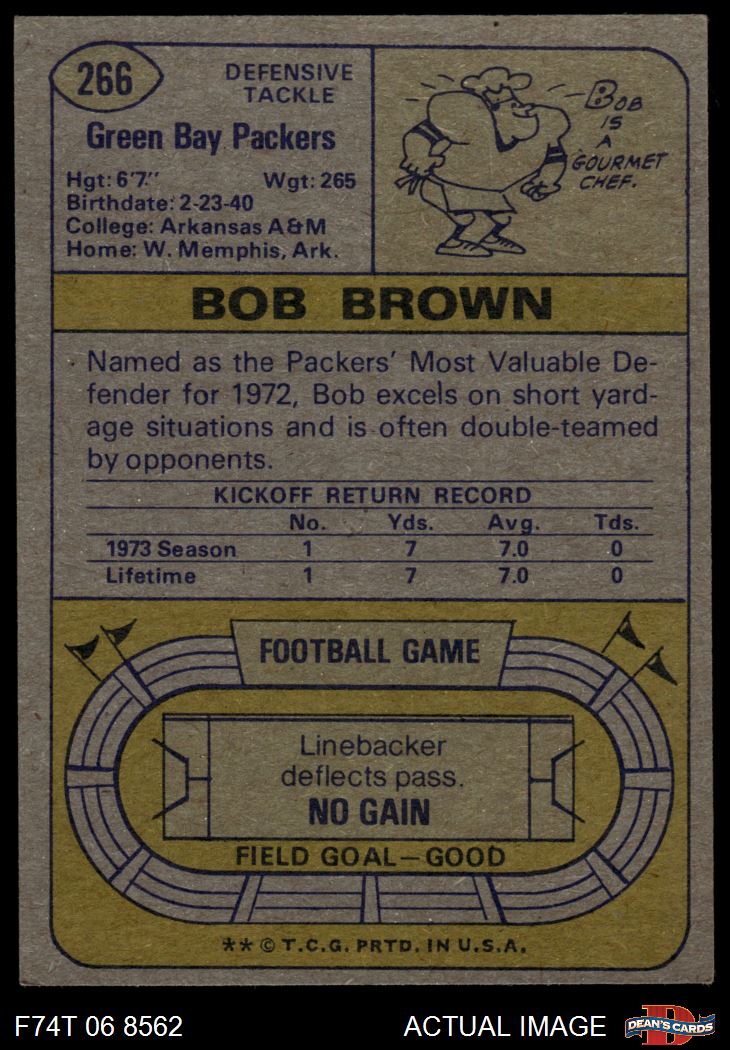 266
DEFENSIVE
TACKLE
Green Bay Packers
Hgt: 6'7" Wgt: 265
Birthdate: 2-23-40
College: Arkansas A&M
Home: W. Memphis, Ark.
BOB
IS
A
GOURMET
CHEF.
BOB BROWN
Named as the Packers' Most Valuable De-
fender for 1972, Bob excels on short yard-
age situations and is often double-teamed
by opponents.
KICKOFF RETURN RECORD
No. Yds. Avg. Tds.
1973 Season 1 7 7.0 0
Lifetime 1 7 7.0 0
FOOTBALL GAME
Linebacker
deflects pass.
NO GAIN
FIELD GOAL—GOOD
** © T.C.G. PRTD. IN U.S.A.
F74T 06 8562 ACTUAL IMAGE
D
DEAN'S CARDS